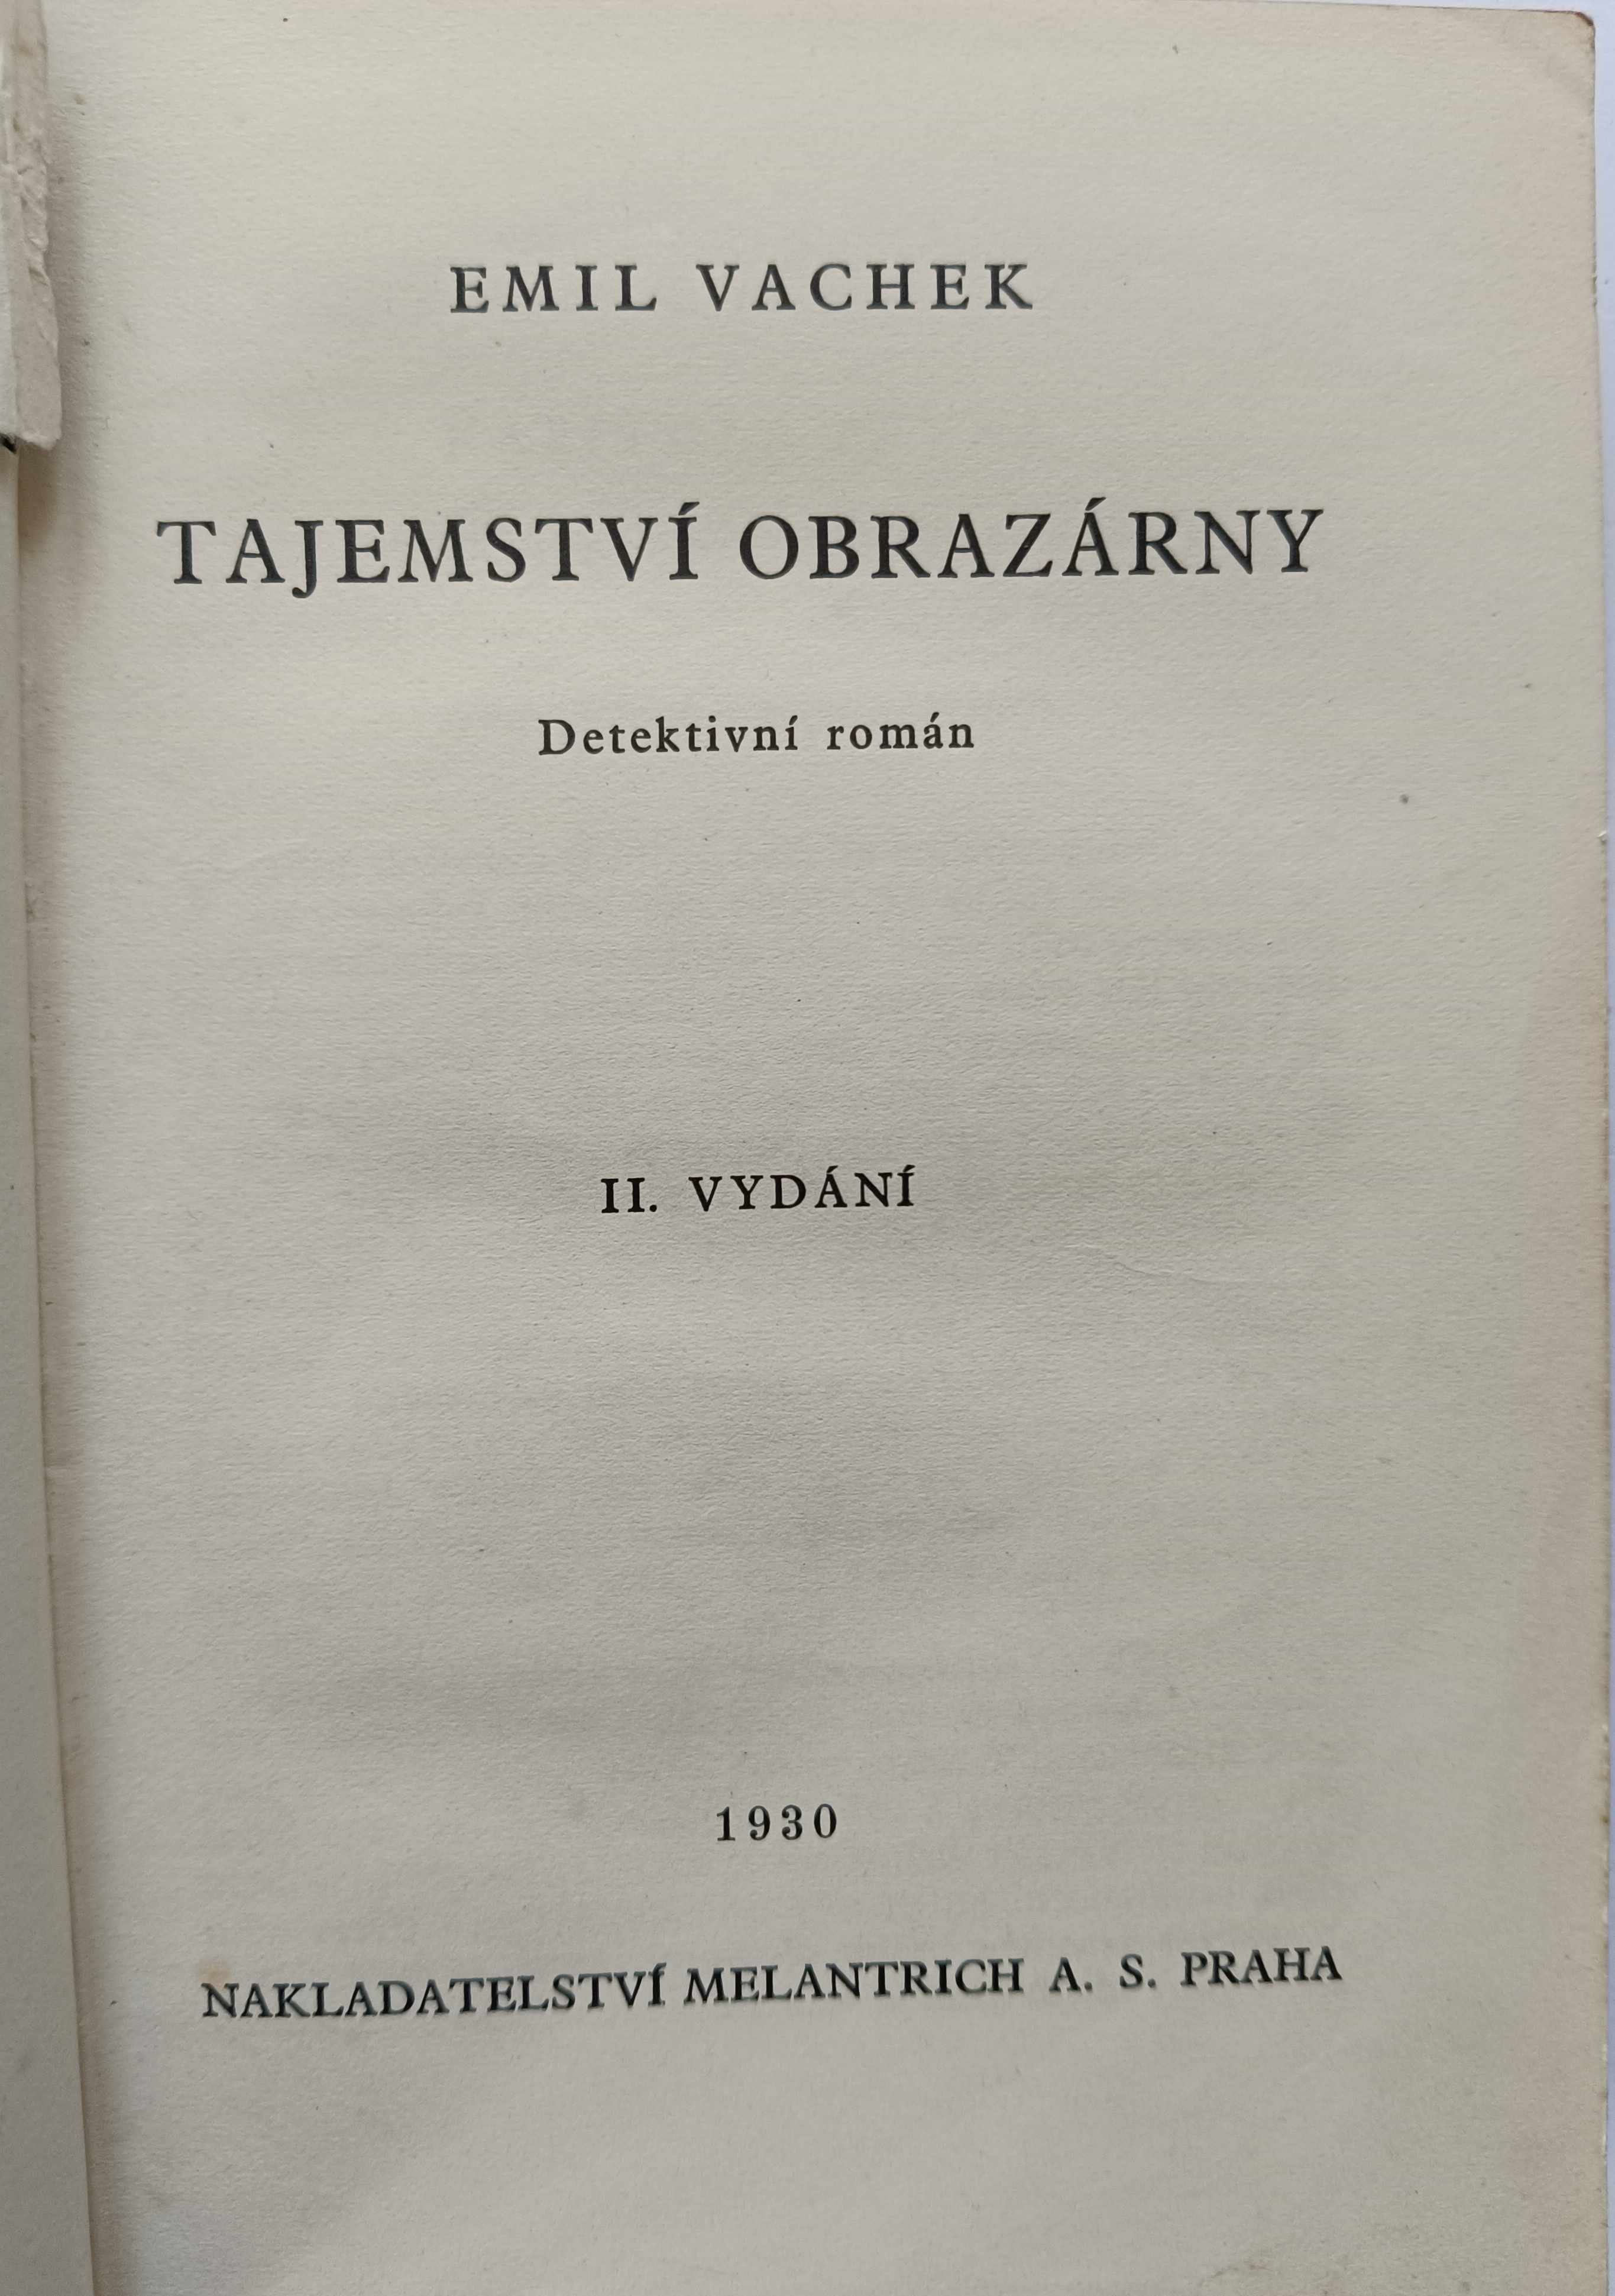 EMIL VACHEK
TAJEMSTVÍ OBRAZÁRNY
Detektivní román
II. VYDÁNÍ
1930
NAKLADATELSTVÍ MELANTRICH A. S. PRAHA